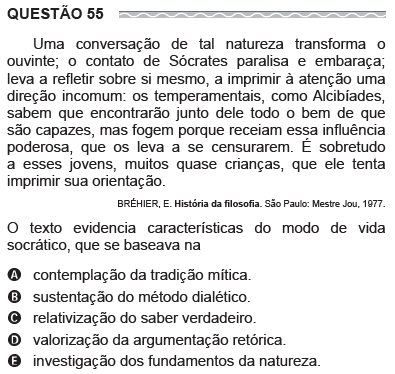 QUESTÃO 55
Uma conversação de tal natureza transforma o
ouvinte; o contato de Sócrates paralisa e embaraça;
leva a refletir sobre si mesmo, a imprimir à atenção uma
direção incomum: os temperamentais, como Alcibíades,
sabem que encontrarão junto dele todo o bem de que
são capazes, mas fogem porque receiam essa influência
poderosa, que os leva a se censurarem. É sobretudo
a esses jovens, muitos quase crianças, que ele tenta
imprimir sua orientação.
BRÉHIER, E. História da filosofia. São Paulo: Mestre Jou, 1977.
O texto evidencia características do modo de vida
socrático, que se baseava na
A contemplação da tradição mítica.
B sustentação do método dialético.
C relativização do saber verdadeiro.
D valorização da argumentação retórica.
E investigação dos fundamentos da natureza.